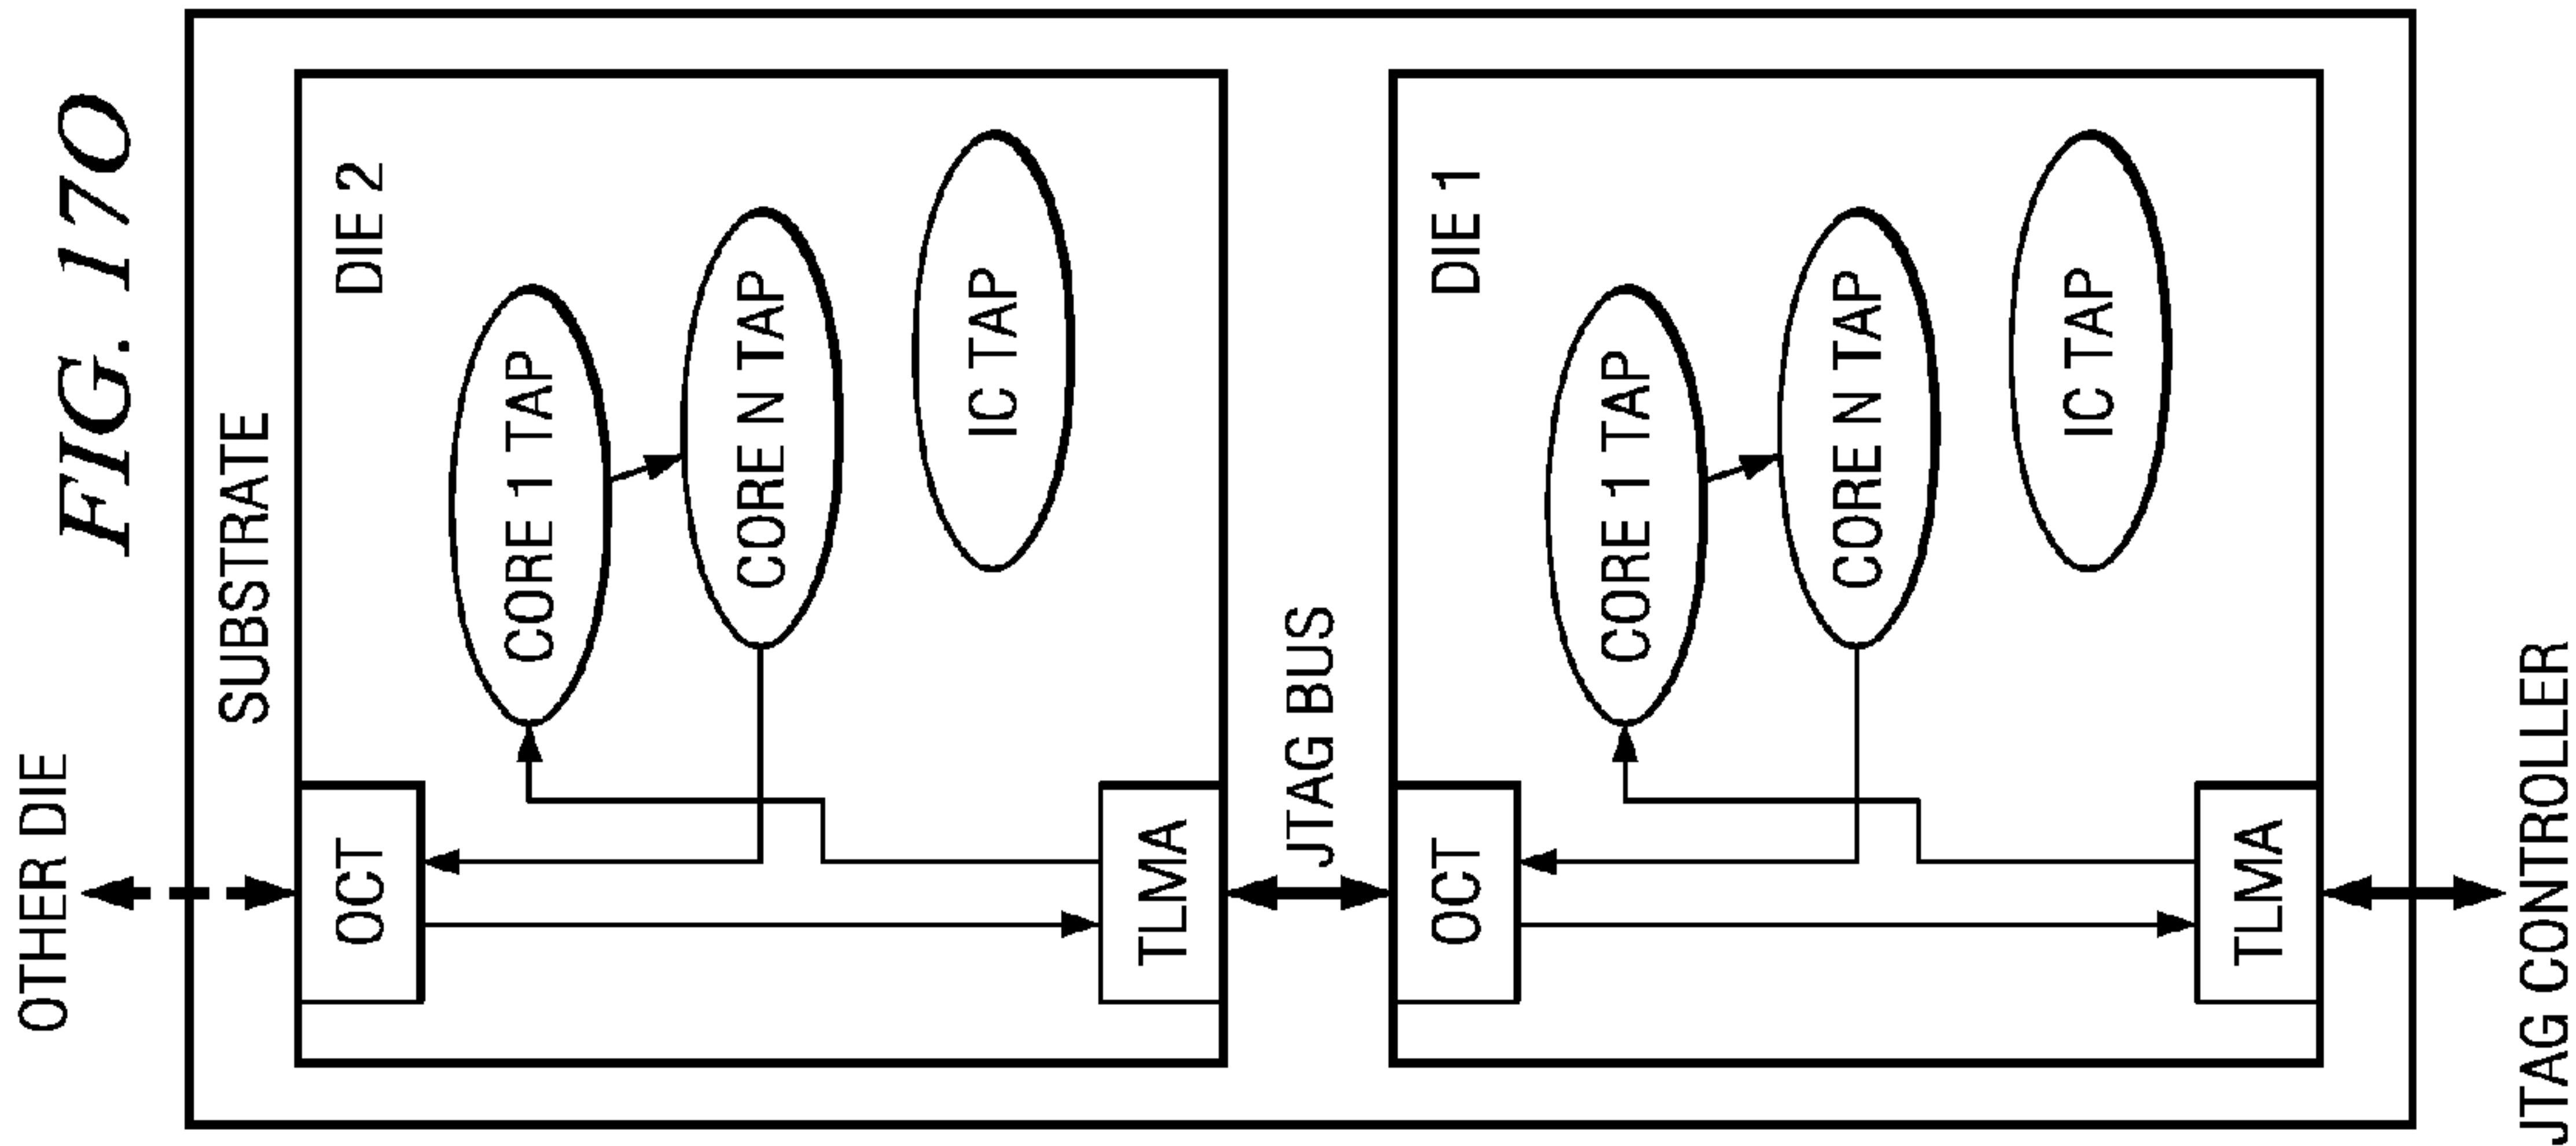 OTHER DIE
FIG. 17O
SUBSTRATE
DIE 2
OCT
CORE 1 TAP
CORE N TAP
IC TAP
TLMA
JTAG BUS
DIE 1
OCT
CORE 1 TAP
CORE N TAP
IC TAP
TLMA
JTAG CONTROLLER